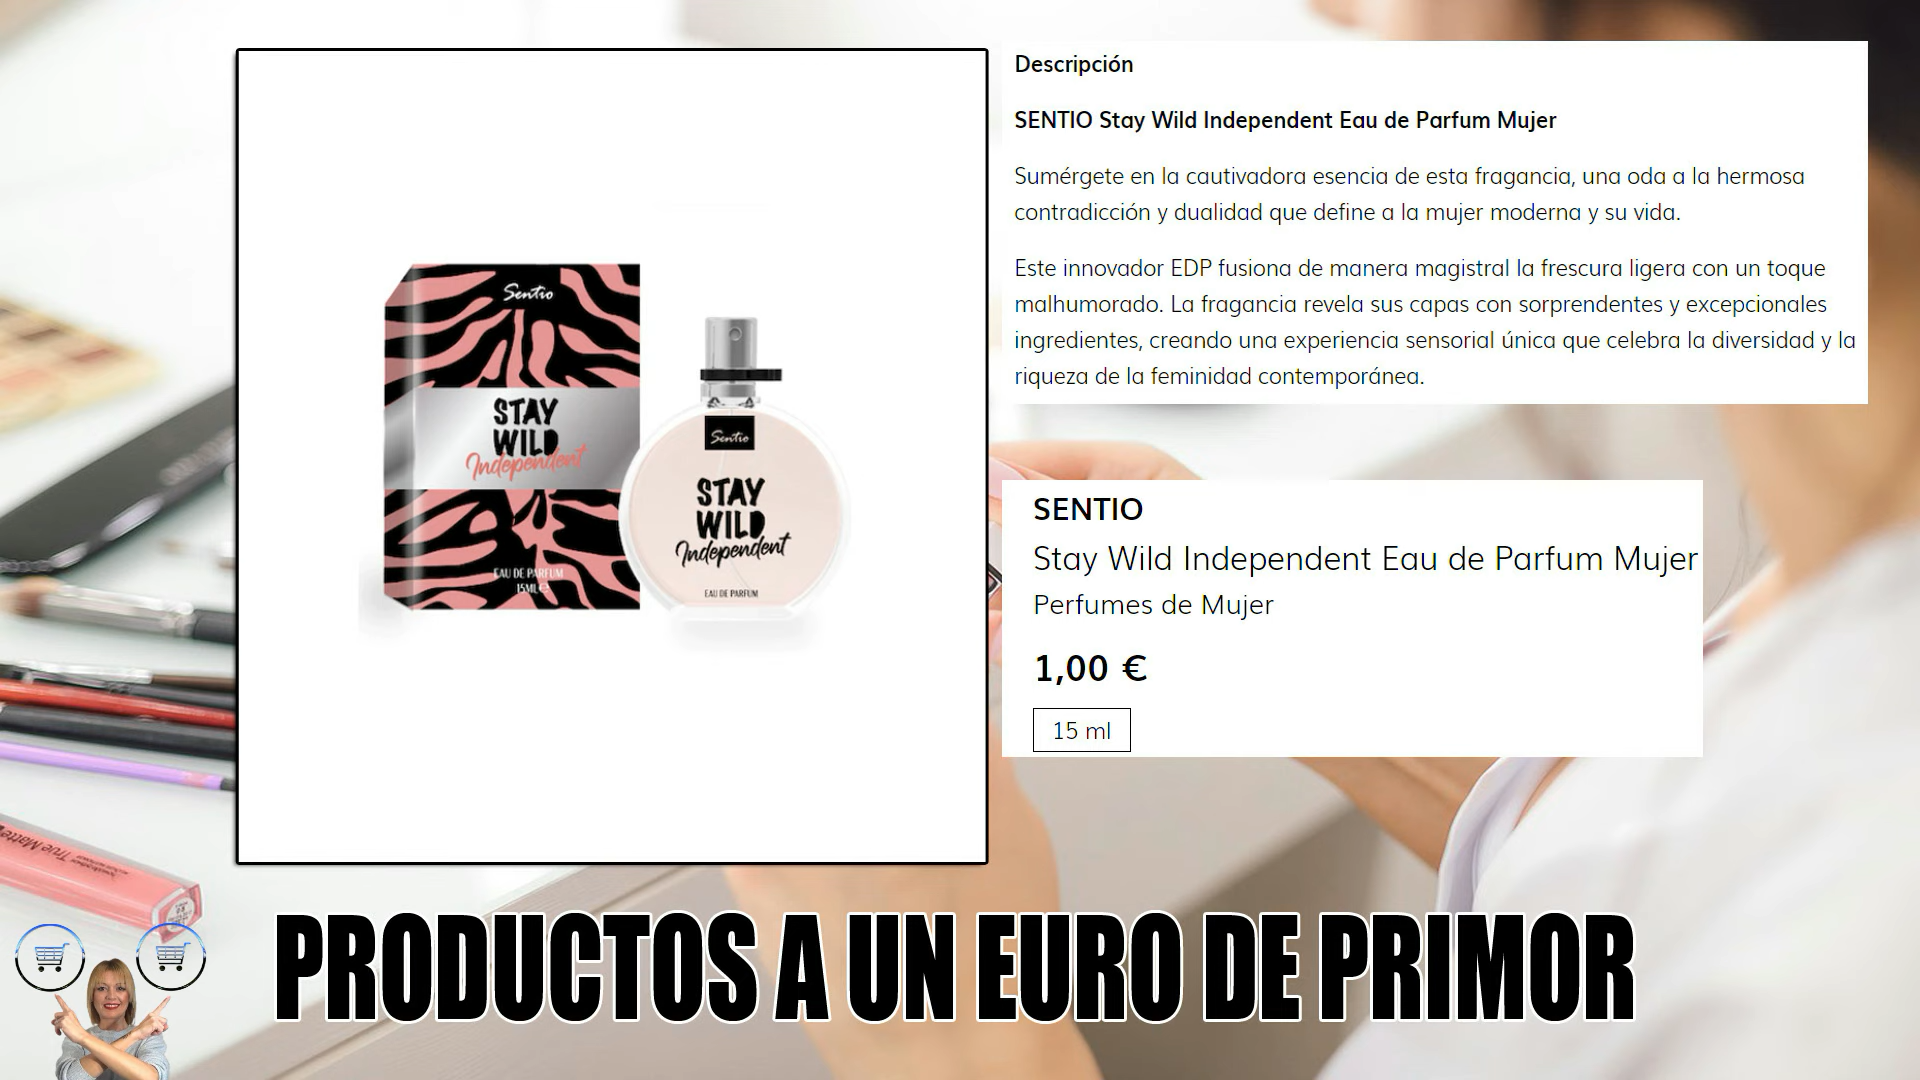 Descripción
SENTIO Stay Wild Independent Eau de Parfum Mujer
Sumérgete en la cautivadora esencia de esta fragancia, una oda a la hermosa
contradicción y dualidad que define a la mujer moderna y su vida.
Este innovador EDP fusiona de manera magistral la frescura ligera con un toque
malhumorado. La fragancia revela sus capas con sorprendentes y excepcionales
ingredientes, creando una experiencia sensorial única que celebra la diversidad y la
riqueza de la feminidad contemporánea.
Sentio
STAY
WILD
Independent
EAU DE PARFUM
15ML e
Sentio
STAY
WILD
Independent
EAU DE PARFUM
SENTIO
Stay Wild Independent Eau de Parfum Mujer
Perfumes de Mujer
1,00 €
15 ml
True Matte
PRODUCTOS A UN EURO DE PRIMOR